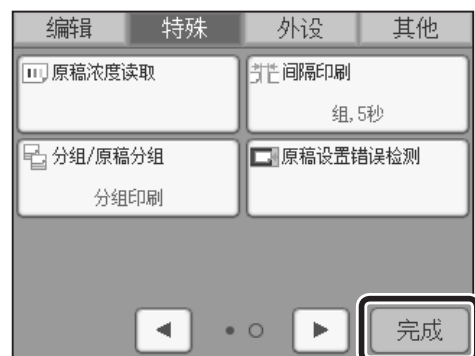 编辑 特殊 外设 其他
原稿浓度读取 间隔印刷
组, 5秒
分组/原稿分组 原稿设置错误检测
分组印刷
完成